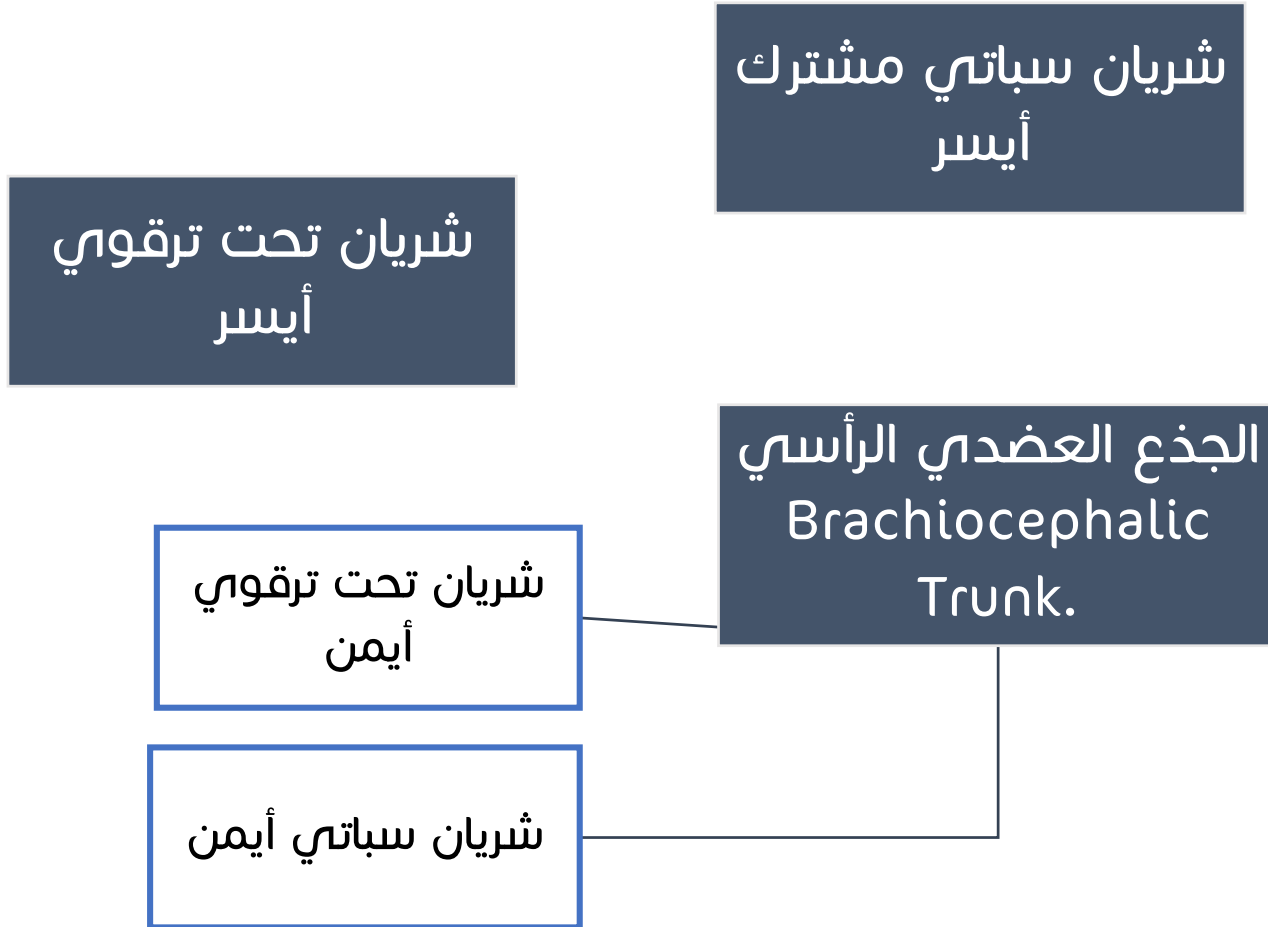 شريان سباتي مشترك
أيسر
شريان تحت ترقوي
أيسر
الجذع العضدي الرأسي
Brachiocephalic
Trunk.
شريان تحت ترقوي
أيمن
شريان سباتي أيمن